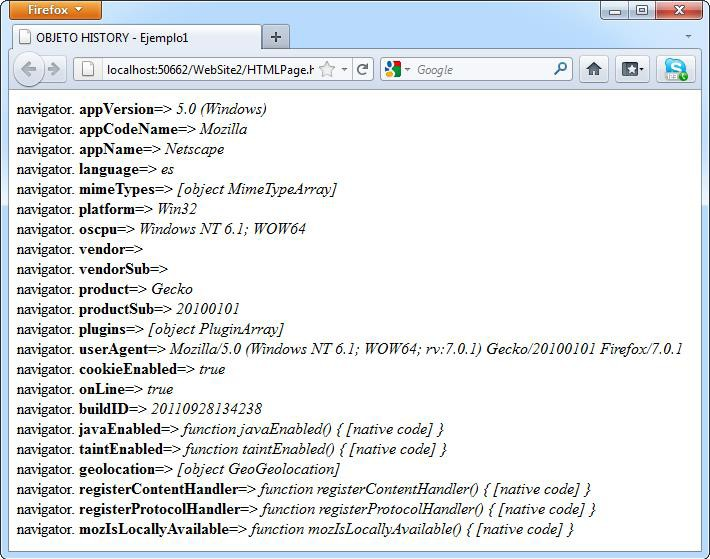 Firefox
OBJETO HISTORY - Ejemplo1
localhost:50662/WebSite2/HTMLPage.h
Google
navigator. appVersion=> 5.0 (Windows)
navigator. appCodeName=> Mozilla
navigator. appName=> Netscape
navigator. language=> es
navigator. mimeTypes=> [object MimeTypeArray]
navigator. platform=> Win32
navigator. oscpu=> Windows NT 6.1; WOW64
navigator. vendor=>
navigator. vendorSub=>
navigator. product=> Gecko
navigator. productSub=> 20100101
navigator. plugins=> [object PluginArray]
navigator. userAgent=> Mozilla/5.0 (Windows NT 6.1; WOW64; rv:7.0.1) Gecko/20100101 Firefox/7.0.1
navigator. cookieEnabled=> true
navigator. onLine=> true
navigator. buildID=> 20110928134238
navigator. javaEnabled=> function javaEnabled() { [native code] }
navigator. taintEnabled=> function taintEnabled() { [native code] }
navigator. geolocation=> [object GeoGeolocation]
navigator. registerContentHandler=> function registerContentHandler() { [native code] }
navigator. registerProtocolHandler=> function registerProtocolHandler() { [native code] }
navigator. mozIsLocallyAvailable=> function mozIsLocallyAvailable() { [native code] }